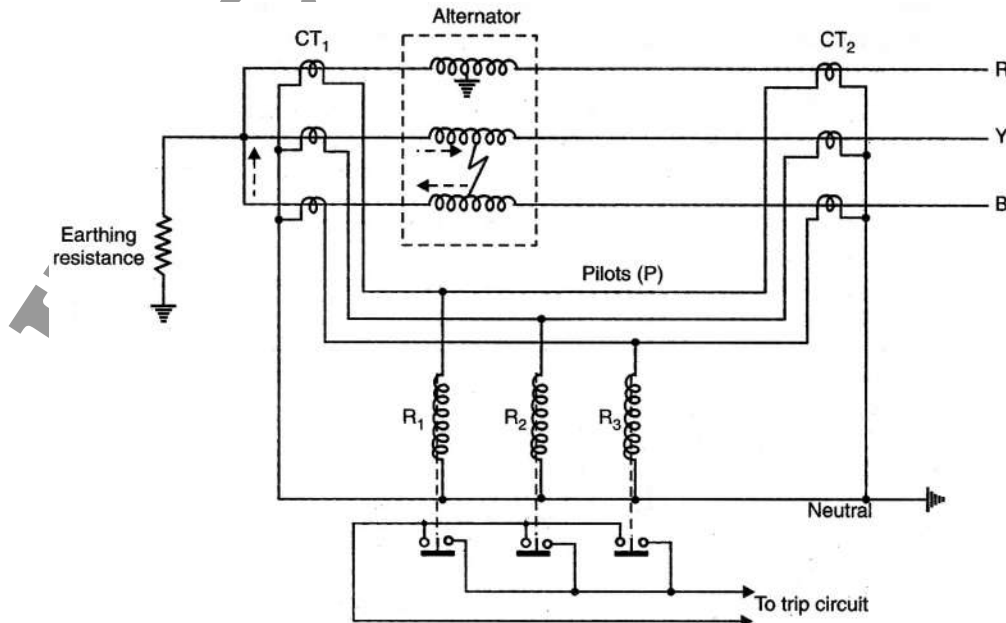 Alternator
CT1
CT2
R
Y
B
Earthing
resistance
Pilots (P)
R1
R2
R3
Neutral
To trip circuit